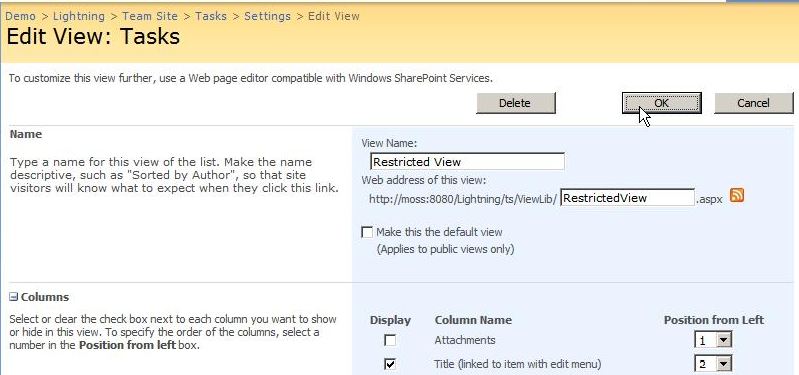 Demo > Lightning > Team Site > Tasks > Settings > Edit View
Edit View: Tasks
To customize this view further, use a Web page editor compatible with Windows SharePoint Services.
Delete OK Cancel
Name
Type a name for this view of the list. Make the name
descriptive, such as "Sorted by Author", so that site
visitors will know what to expect when they click this link.
View Name:
Restricted View
Web address of this view:
http://moss:8080/Lightning/ts/ViewLib/ RestrictedView .aspx
Make this the default view
(Applies to public views only)
Columns
Select or clear the check box next to each column you want to show
or hide in this view. To specify the order of the columns, select a
number in the Position from left box.
Display Column Name Position from Left
Attachments 1
Title (linked to item with edit menu) 2